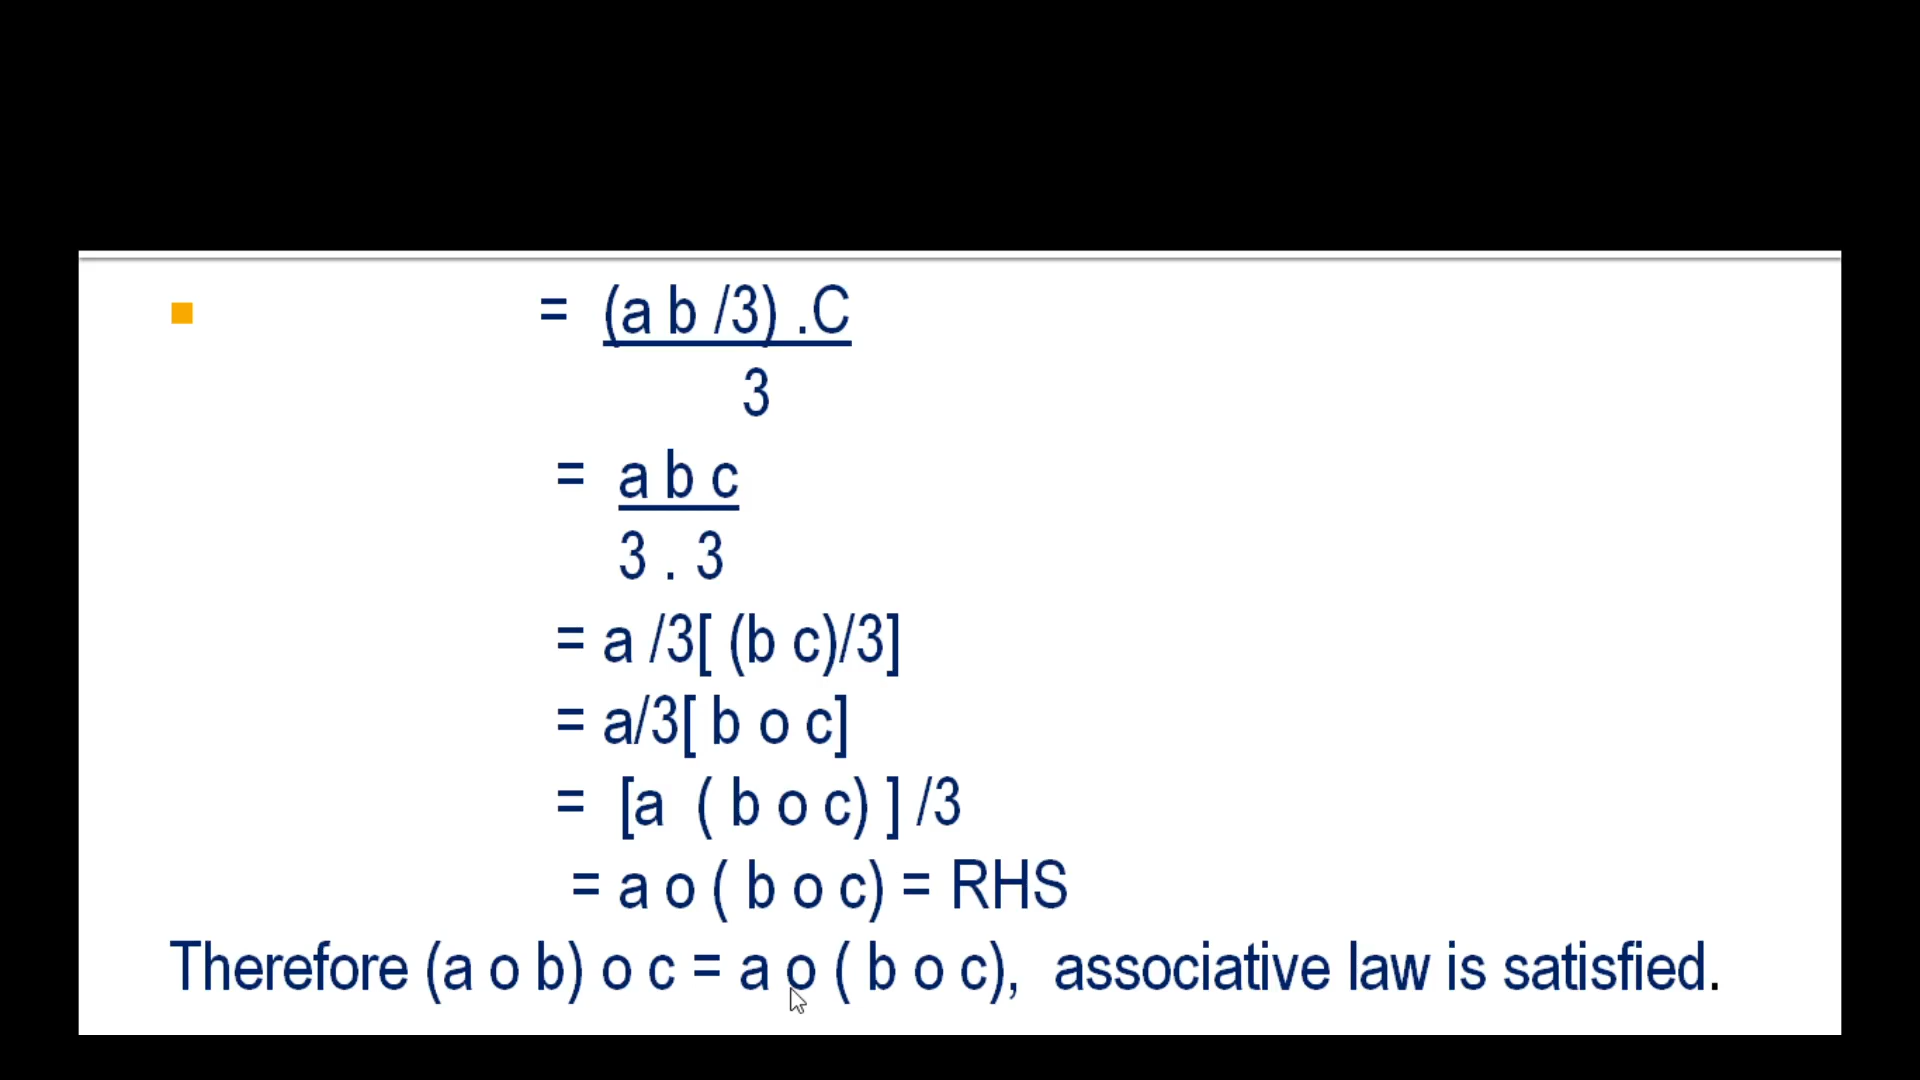 = (a b /3) .C
3
= a b c
3 . 3
= a /3[ (b c)/3]
= a/3[ b o c]
= [a ( b o c) ] /3
= a o ( b o c) = RHS
Therefore (a o b) o c = a o ( b o c), associative law is satisfied.